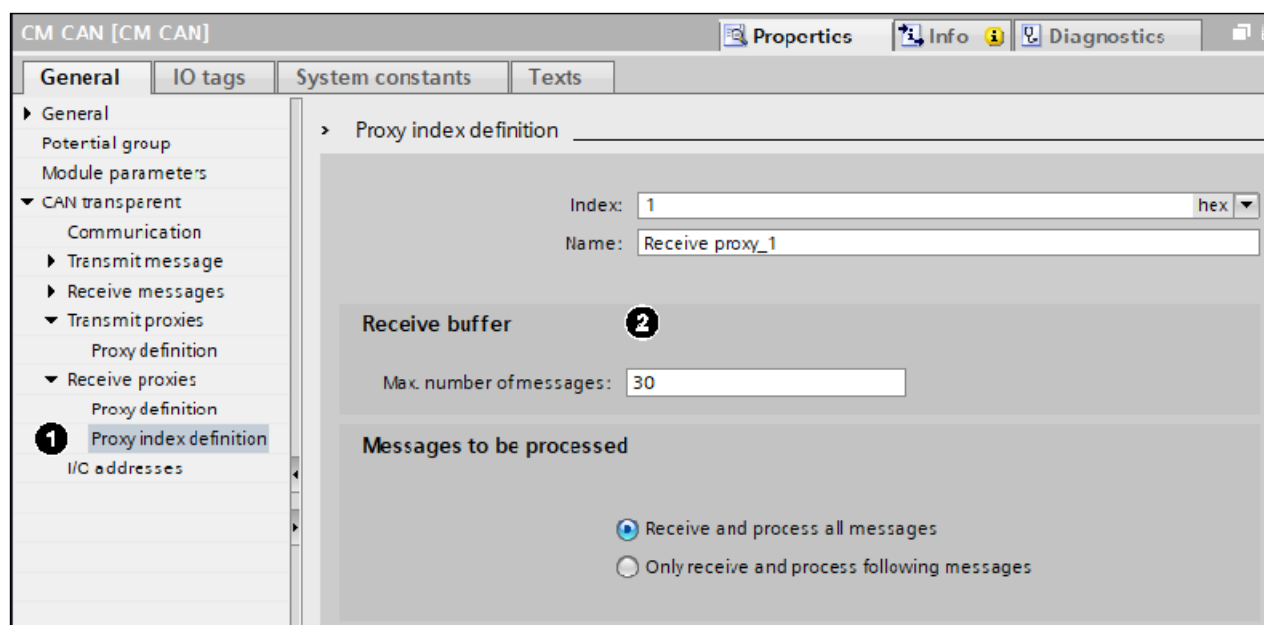 CM CAN [CM CAN]
Properties
Info
Diagnostics
General
IO tags
System constants
Texts
General
Potential group
Module parameters
CAN transparent
Communication
Transmit message
Receive messages
Transmit proxies
Proxy definition
Receive proxies
Proxy definition
1 Proxy index definition
I/O addresses
Proxy index definition
Index: 1 hex
Name: Receive proxy_1
Receive buffer 2
Max. number of messages: 30
Messages to be processed
Receive and process all messages
Only receive and process following messages